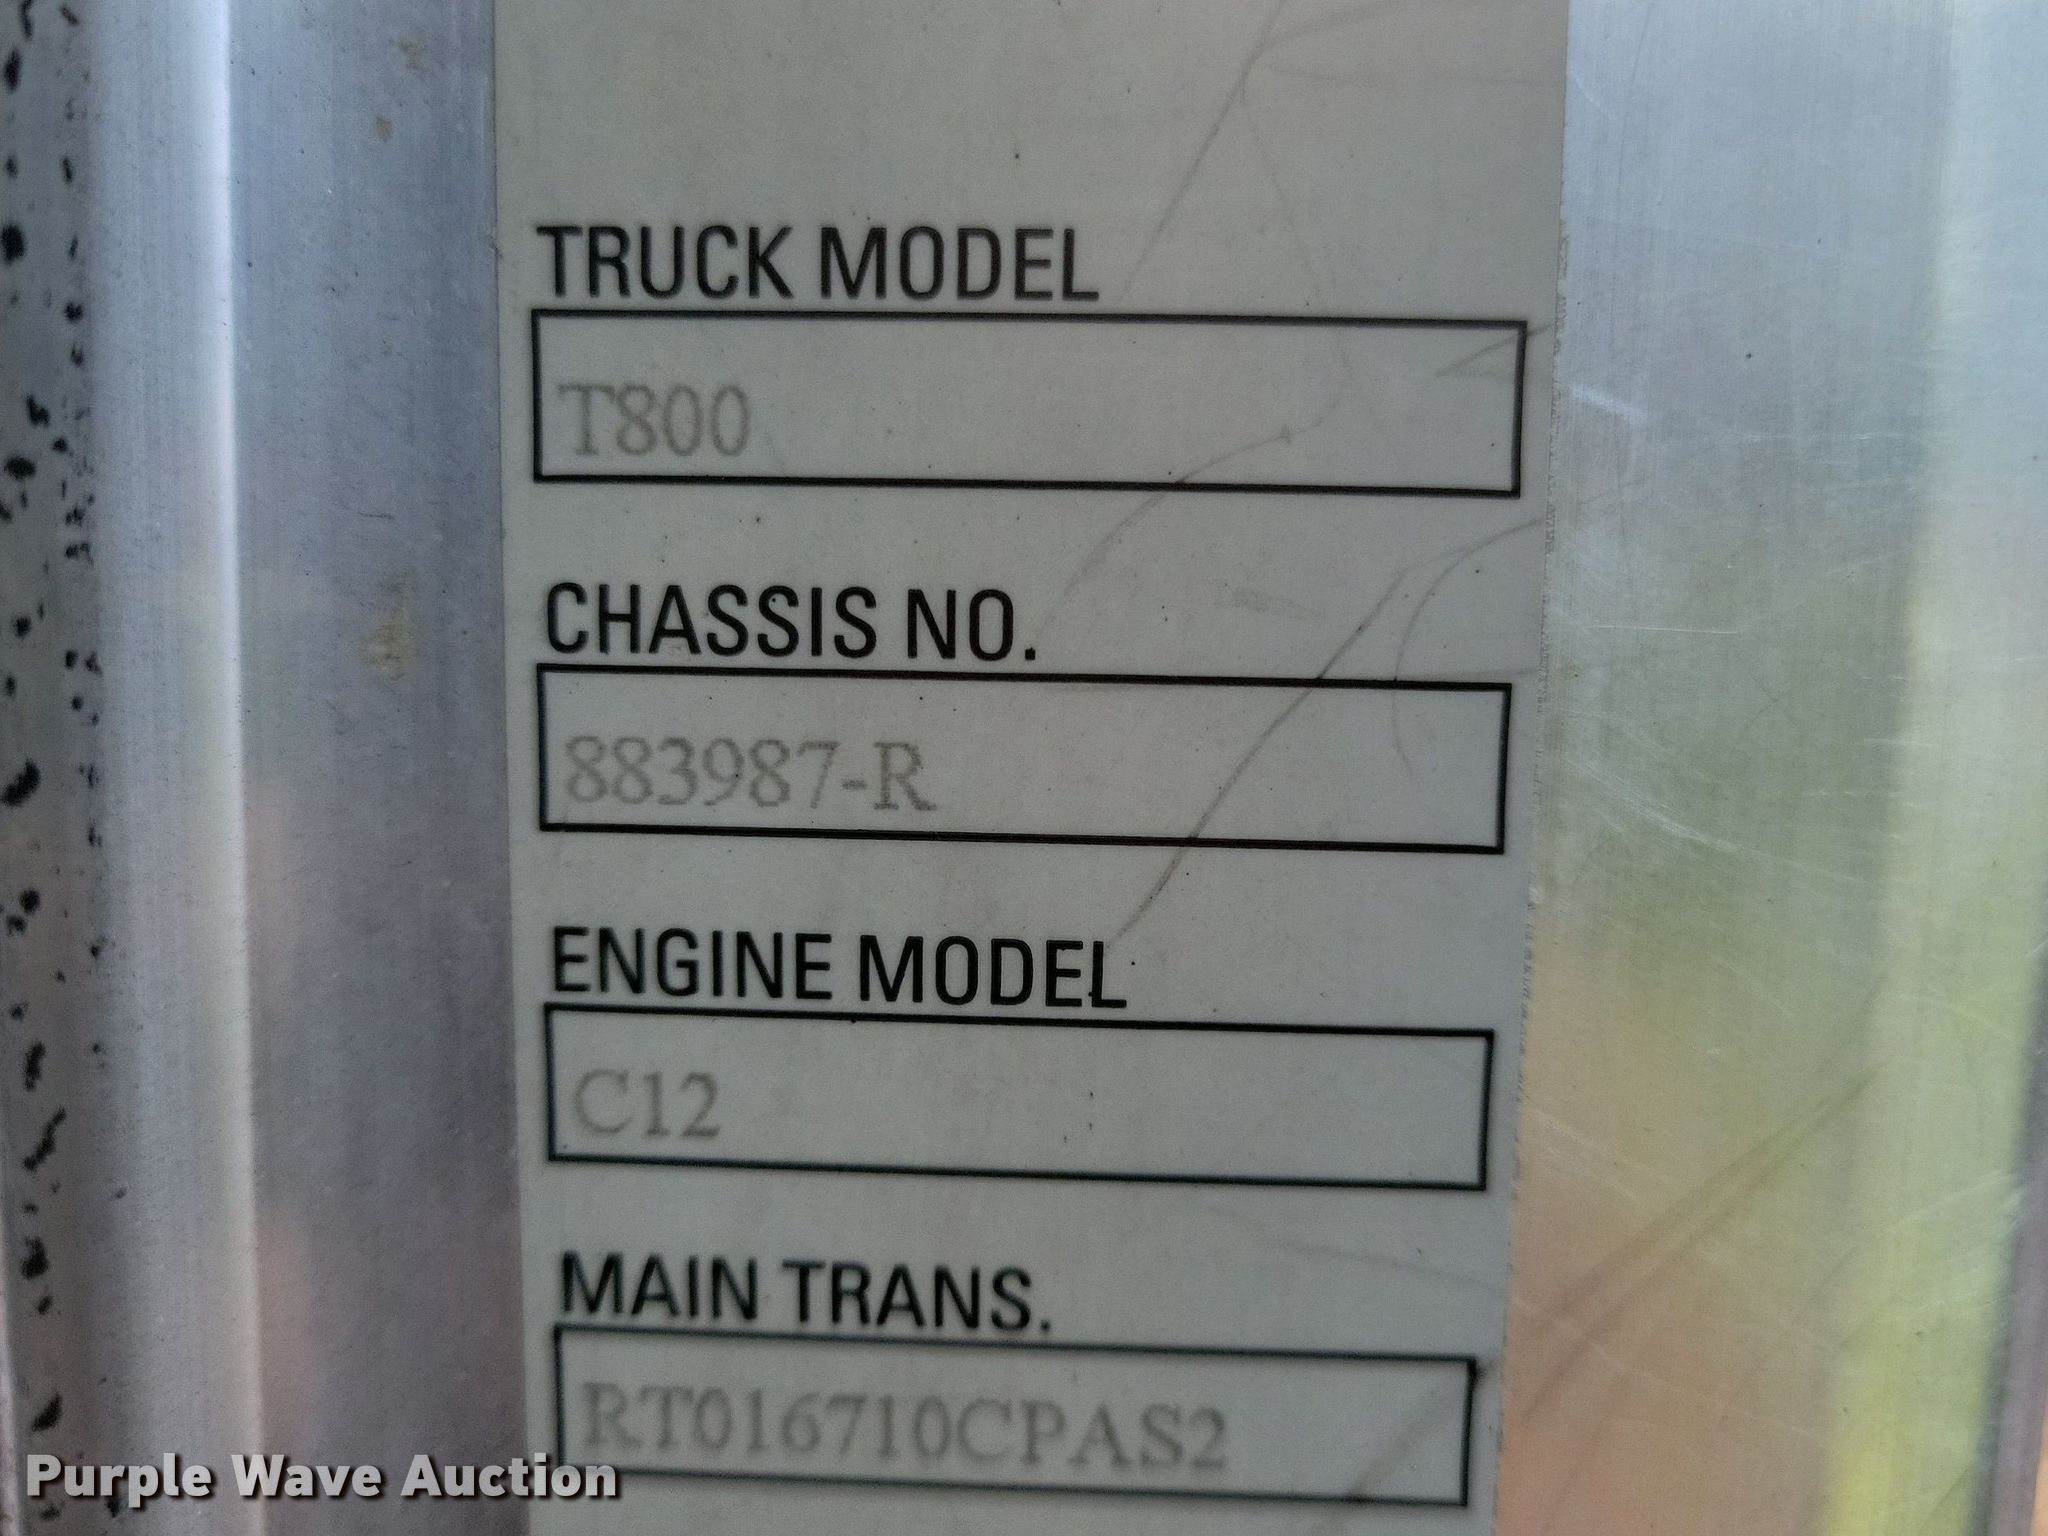 TRUCK MODEL
T800
CHASSIS NO.
883987-R
ENGINE MODEL
C12
MAIN TRANS.
RT016710CPAS2
Purple Wave Auction